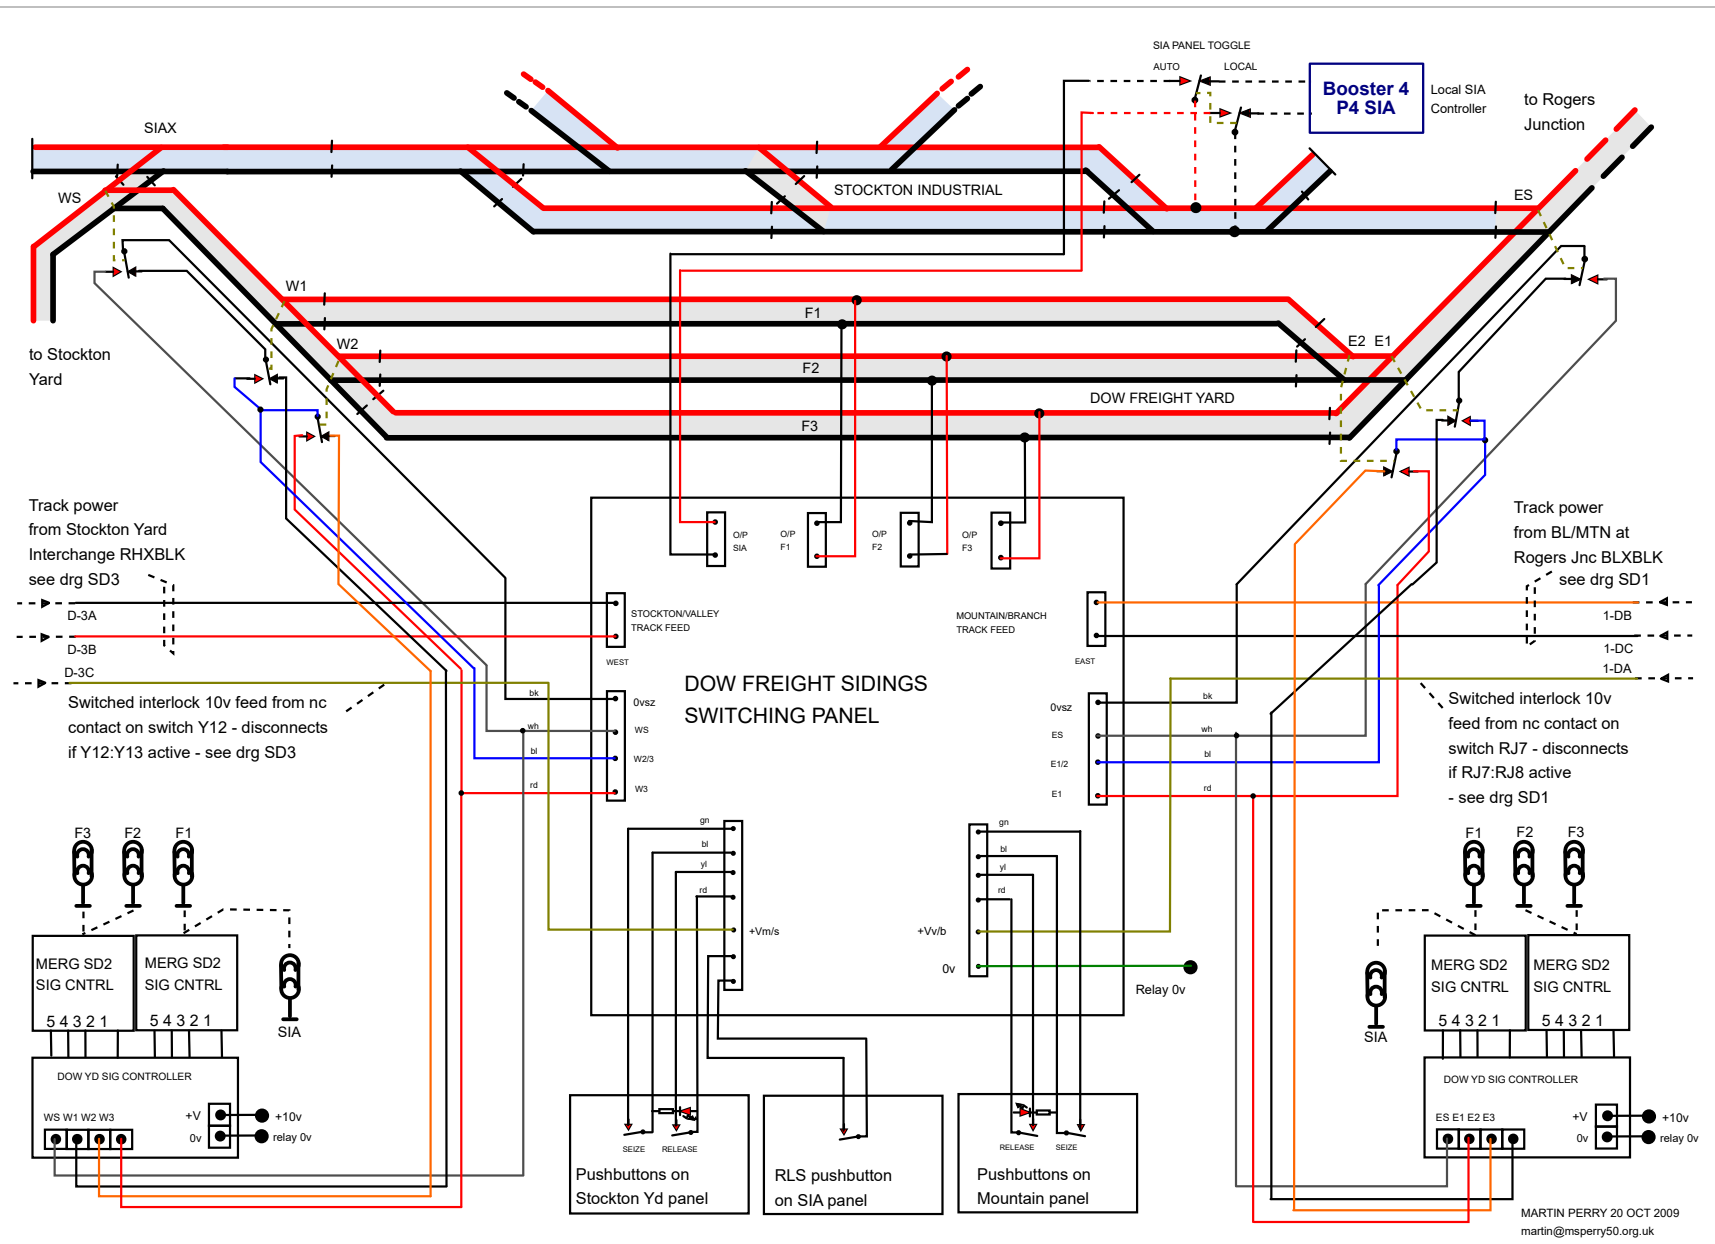 SIA PANEL TOGGLE
AUTO
LOCAL
Booster 4
P4 SIA
Local SIA
Controller
to Rogers
Junction
SIAX
WS
STOCKTON INDUSTRIAL
ES
W1
F1
to Stockton
Yard
W2
F2
E2
E1
DOW FREIGHT YARD
F3
Track power
from Stockton Yard
Interchange RHXBLK
see drg SD3
D-3A
D-3B
D-3C
Switched interlock 10v feed from nc
contact on switch Y12 - disconnects
if Y12:Y13 active - see drg SD3
Track power
from BL/MTN at
Rogers Jnc BLXBLK
see drg SD1
1-DB
1-DC
1-DA
Switched interlock 10v
feed from nc contact on
switch RJ7 - disconnects
if RJ7:RJ8 active
- see drg SD1
O/P
SIA
O/P
F1
O/P
F2
O/P
F3
STOCKTON/VALLEY
TRACK FEED
WEST
MOUNTAIN/BRANCH
TRACK FEED
EAST
DOW FREIGHT SIDINGS
SWITCHING PANEL
bk
0vsz
wh
WS
bl
W2/3
rd
W3
0vsz
bk
ES
wh
E1/2
bl
E1
rd
gn
bl
yl
rd
+Vm/s
gn
bl
yl
rd
+Vv/b
0v
Relay 0v
F3
F2
F1
MERG SD2
SIG CNTRL
5 4 3 2 1
MERG SD2
SIG CNTRL
5 4 3 2 1
SIA
DOW YD SIG CONTROLLER
WS W1 W2 W3
+V
0v
+10v
relay 0v
F1
F2
F3
SIA
MERG SD2
SIG CNTRL
5 4 3 2 1
MERG SD2
SIG CNTRL
5 4 3 2 1
DOW YD SIG CONTROLLER
ES E1 E2 E3
+V
0v
+10v
relay 0v
SEIZE
RELEASE
Pushbuttons on
Stockton Yd panel
RLS pushbutton
on SIA panel
RELEASE
SEIZE
Pushbuttons on
Mountain panel
MARTIN PERRY 20 OCT 2009
martin@msperry50.org.uk